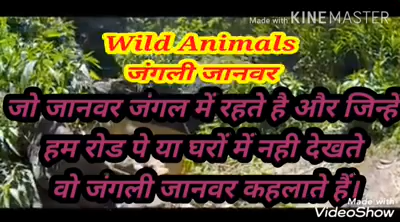 Made with KINEMASTER
Wild Animals
जंगली जानवर
जो जानवर जंगल में रहते है और जिन्हे
हम रोड पे या घरों में नही देखते
वो जंगली जानवर कहलाते हैं।
Made with
VideoShow